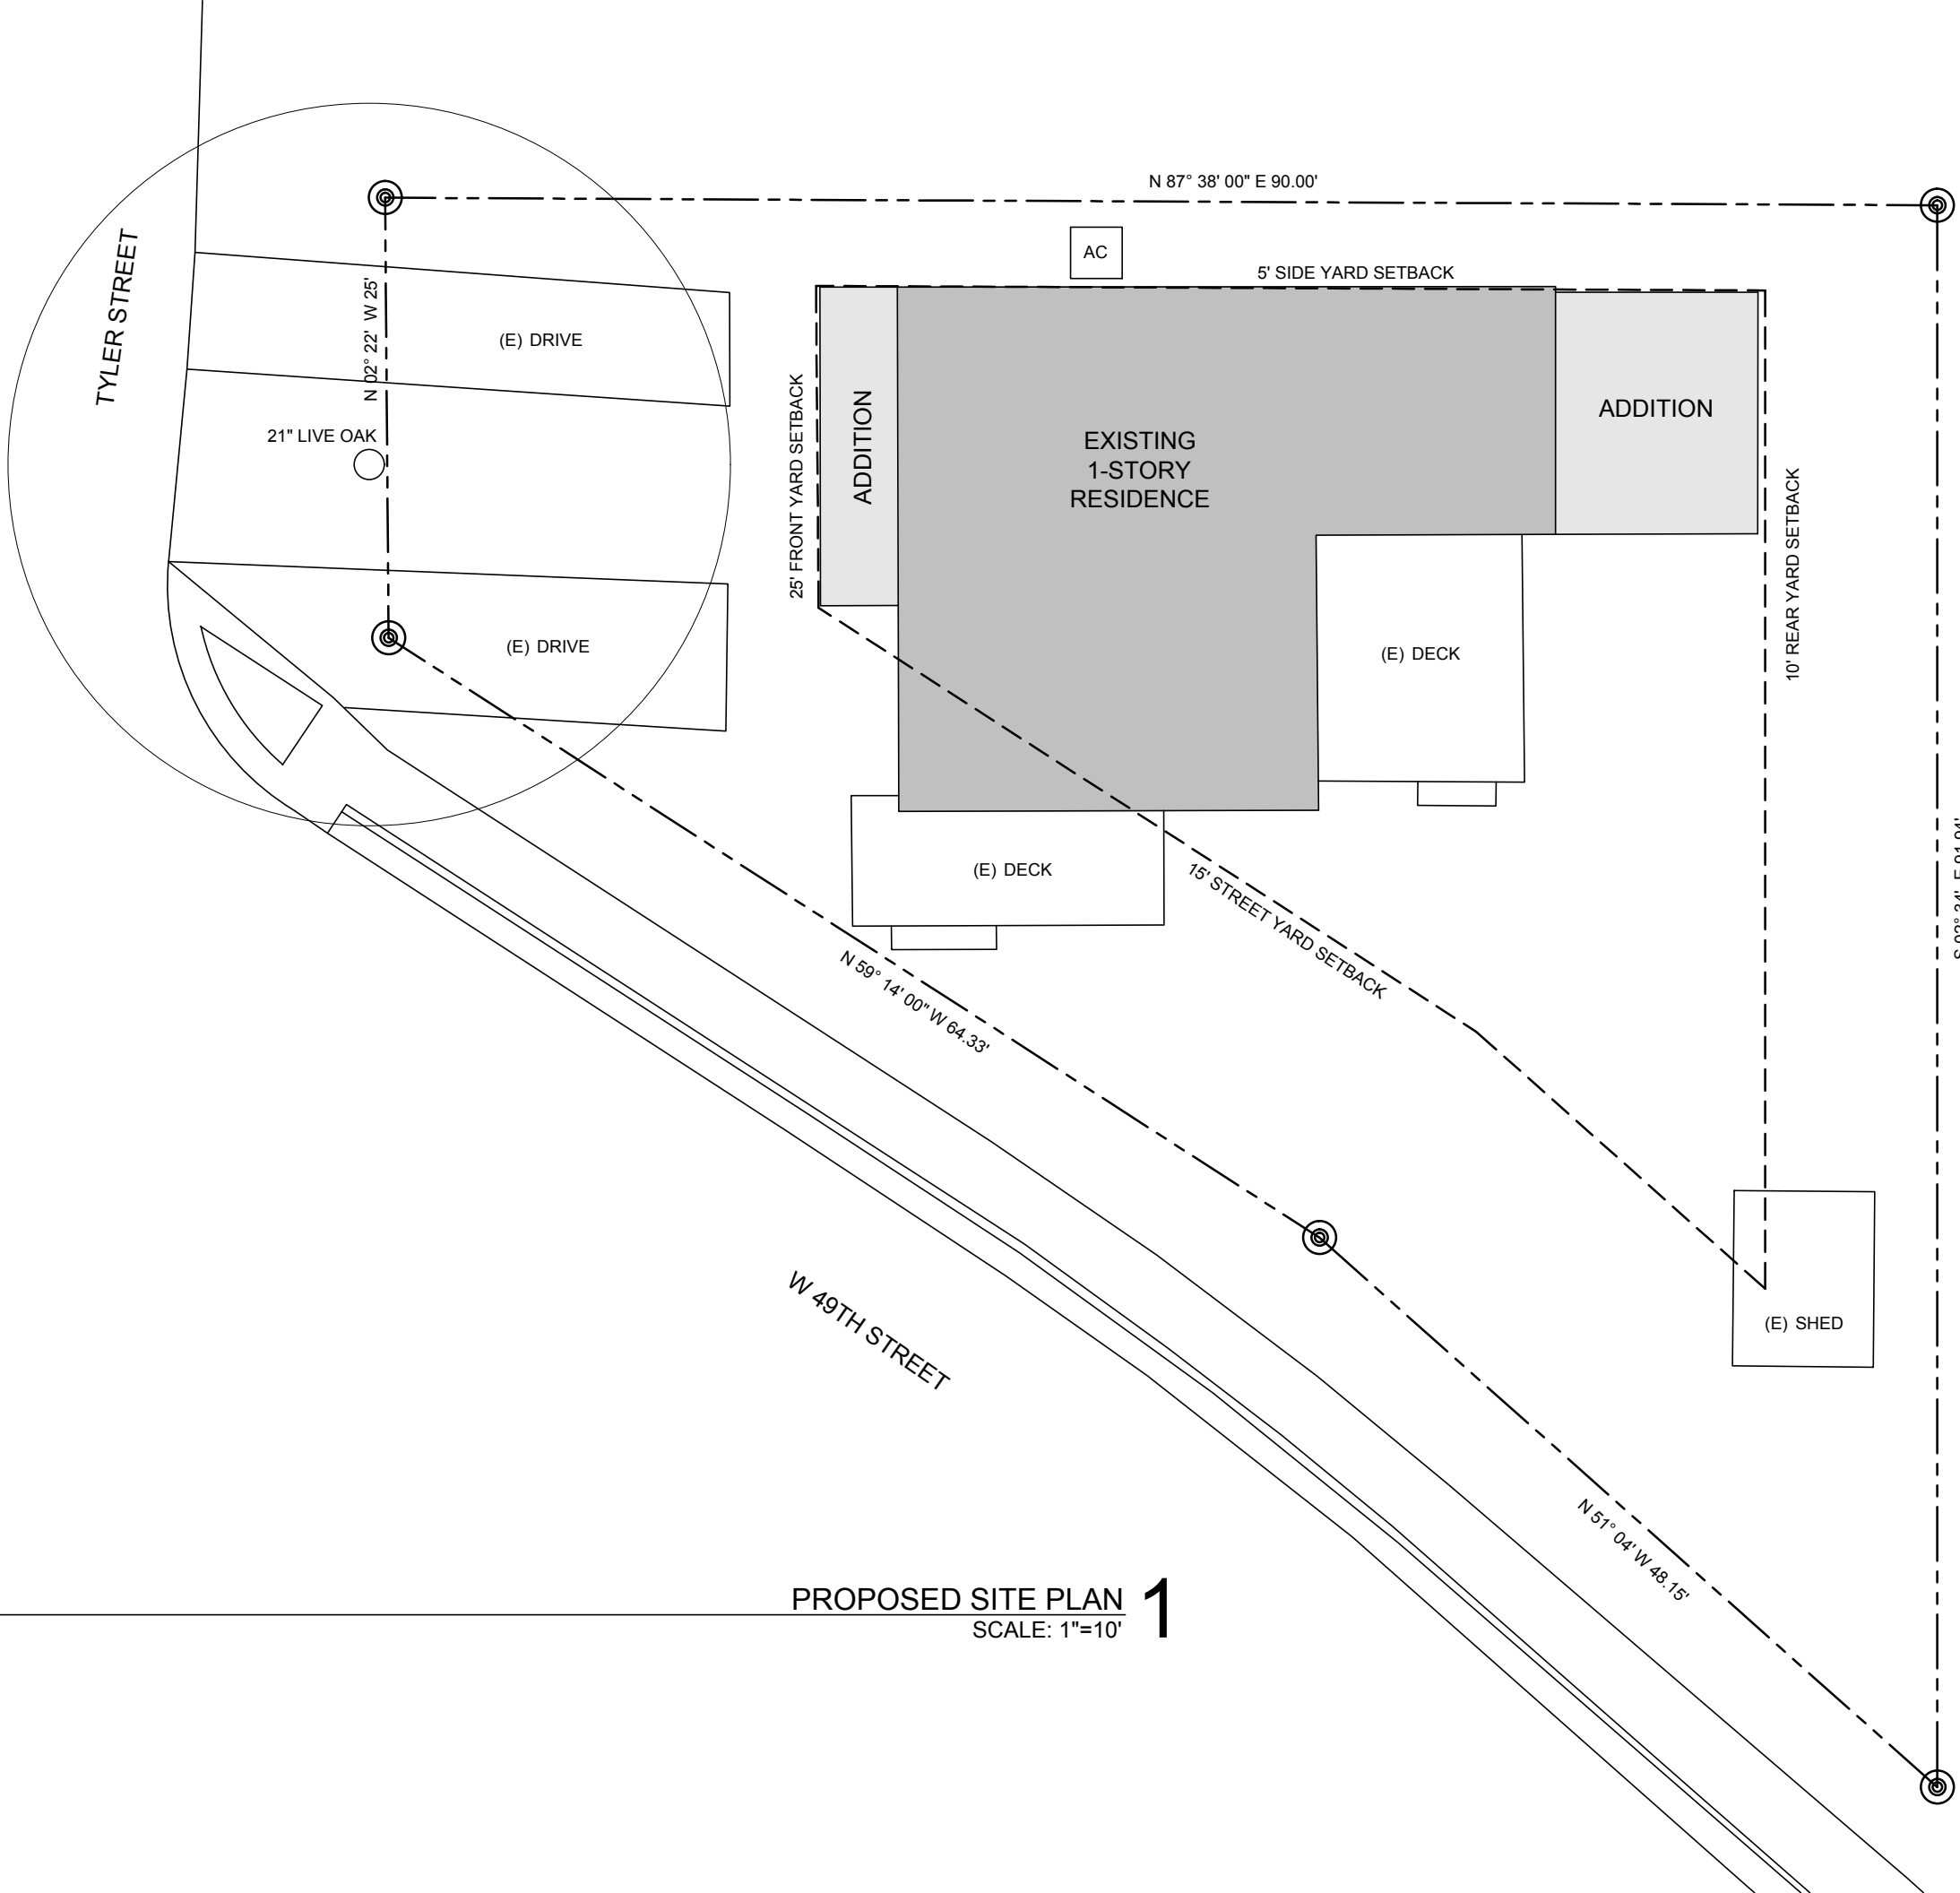 N 87° 38' 00" E 90.00'
AC
5' SIDE YARD SETBACK
TYLER STREET
N 02° 22' W 25'
(E) DRIVE
21" LIVE OAK
25' FRONT YARD SETBACK
ADDITION
EXISTING
1-STORY
RESIDENCE
ADDITION
10' REAR YARD SETBACK
(E) DRIVE
(E) DECK
(E) DECK
15' STREET YARD SETBACK
N 59° 14' 00" W 64.33'
W 49TH STREET
(E) SHED
N 51° 04' W 48.15'
PROPOSED SITE PLAN 1
SCALE: 1"=10'